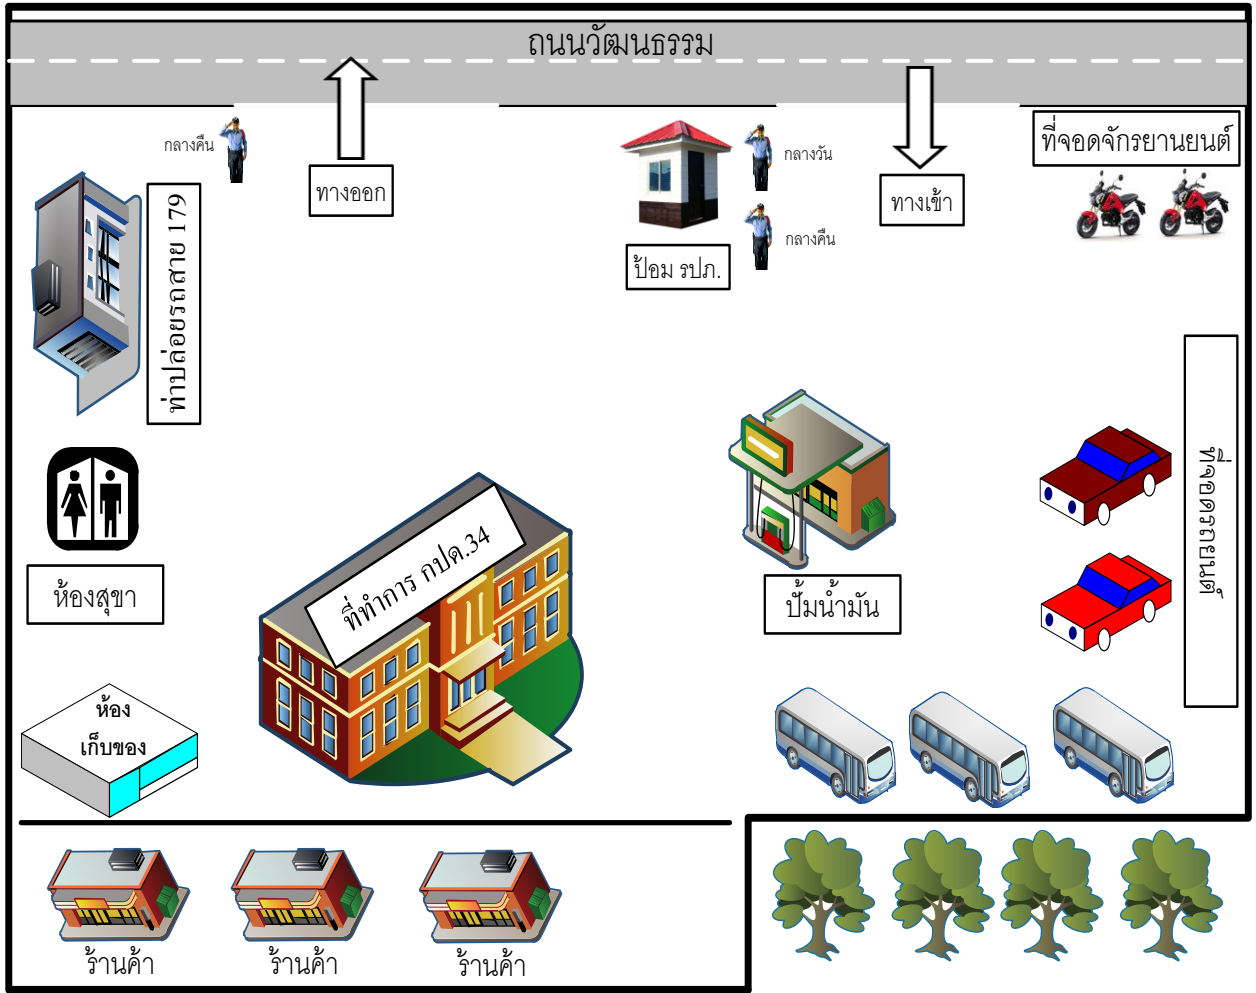 ถนนวัฒนธรรม
กลางคืน
ทางออก
กลางวัน
กลางคืน
ป้อม รปภ.
ทางเข้า
ที่จอดจักรยานยนต์
ท่าปล่อยรถสาย 179
ห้องสุขา
ที่ทำการ กปด.34
ปั้มน้ำมัน
ที่จอดรถยนต์
ห้อง
เก็บของ
ร้านค้า
ร้านค้า
ร้านค้า